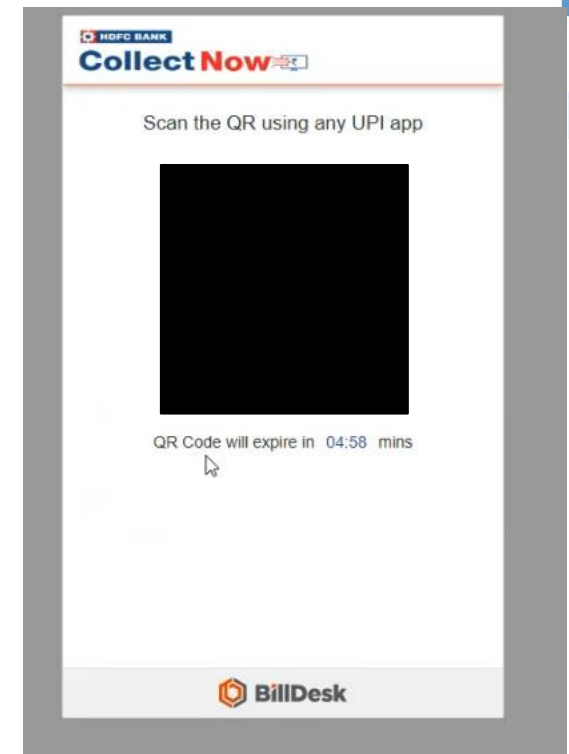 HDFC BANK
Collect Now
Scan the QR using any UPI app
QR Code will expire in 04:58 mins
BillDesk